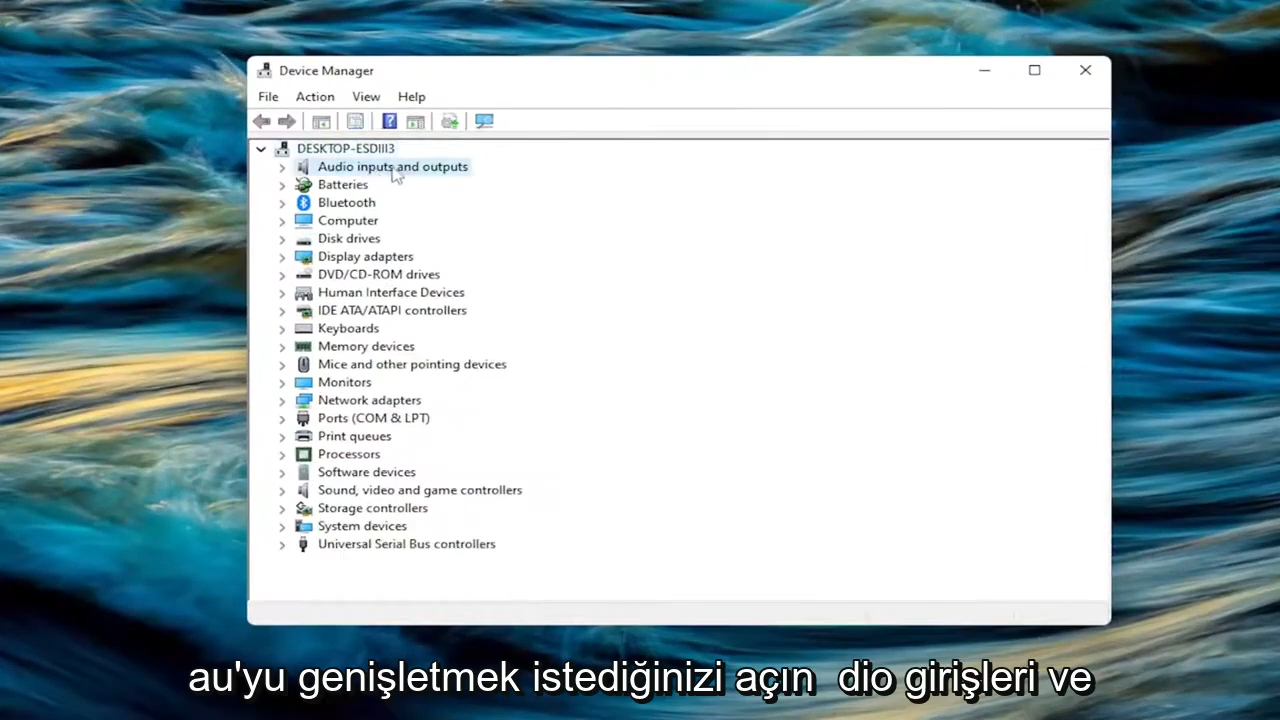 Device Manager
File Action View Help
DESKTOP-ESDIII3
Audio inputs and outputs
Batteries
Bluetooth
Computer
Disk drives
Display adapters
DVD/CD-ROM drives
Human Interface Devices
IDE ATA/ATAPI controllers
Keyboards
Memory devices
Mice and other pointing devices
Monitors
Network adapters
Ports (COM & LPT)
Print queues
Processors
Software devices
Sound, video and game controllers
Storage controllers
System devices
Universal Serial Bus controllers
au'yu genişletmek istediğinizi açın dio girişleri ve